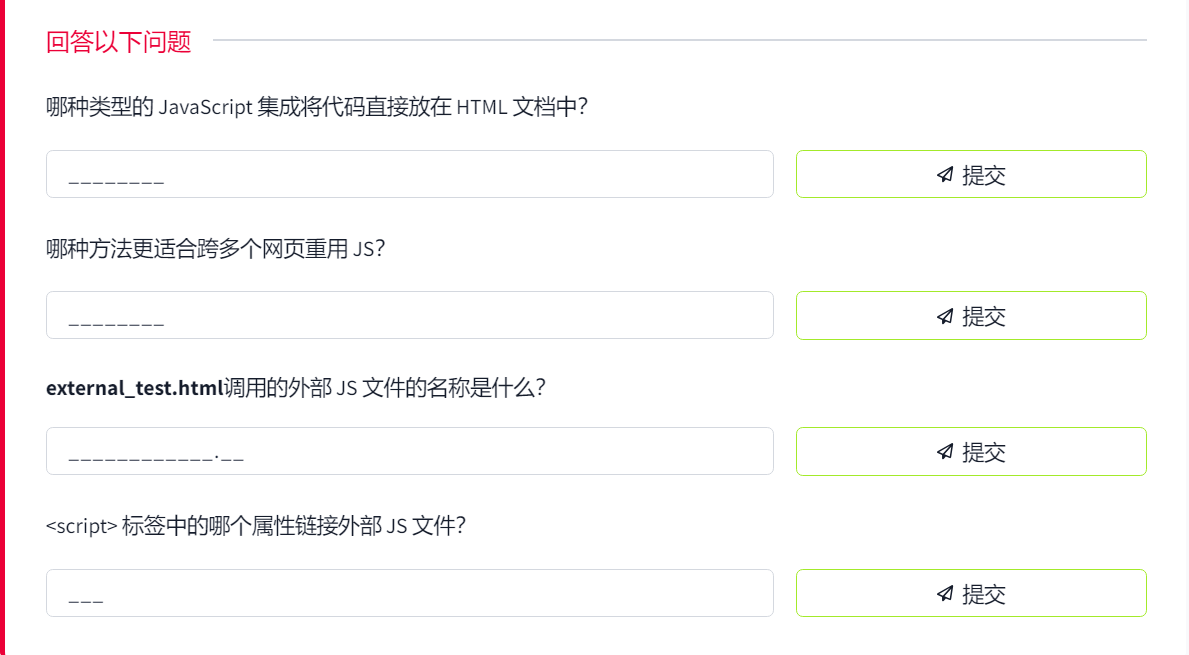 回答以下问题
哪种类型的 JavaScript 集成将代码直接放在 HTML 文档中?
________
提交
哪种方法更适合跨多个网页重用 JS?
________
提交
external_test.html调用的外部 JS 文件的名称是什么?
____________.__
提交
<script> 标签中的哪个属性链接外部 JS 文件?
___
提交